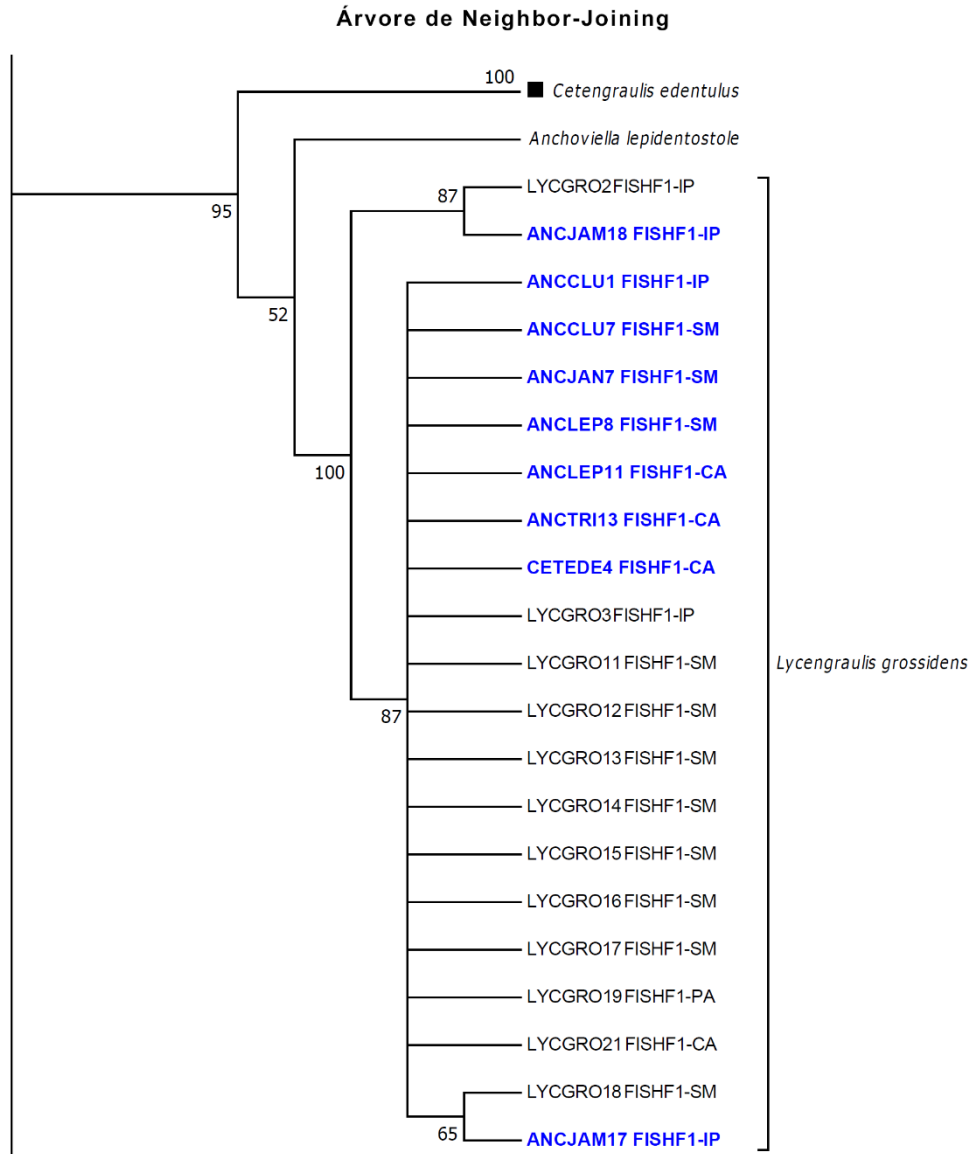 Árvore de Neighbor-Joining
100
Cetengraulis edentulus
Anchoviella lepidentostole
95
LYCGRO2FISHF1-IP
87
ANCJAM18 FISHF1-IP
ANCCLU1 FISHF1-IP
52
ANCCLU7 FISHF1-SM
ANCJAN7 FISHF1-SM
ANCLEP8 FISHF1-SM
100
ANCLEP11 FISHF1-CA
ANCTRI13 FISHF1-CA
CETEDE4 FISHF1-CA
LYCGRO3FISHF1-IP
LYCGRO11FISHF1-SM
Lycengraulis grossidens
87
LYCGRO12FISHF1-SM
LYCGRO13FISHF1-SM
LYCGRO14FISHF1-SM
LYCGRO15FISHF1-SM
LYCGRO16FISHF1-SM
LYCGRO17FISHF1-SM
LYCGRO19FISHF1-PA
LYCGRO21FISHF1-CA
LYCGRO18FISHF1-SM
65
ANCJAM17 FISHF1-IP